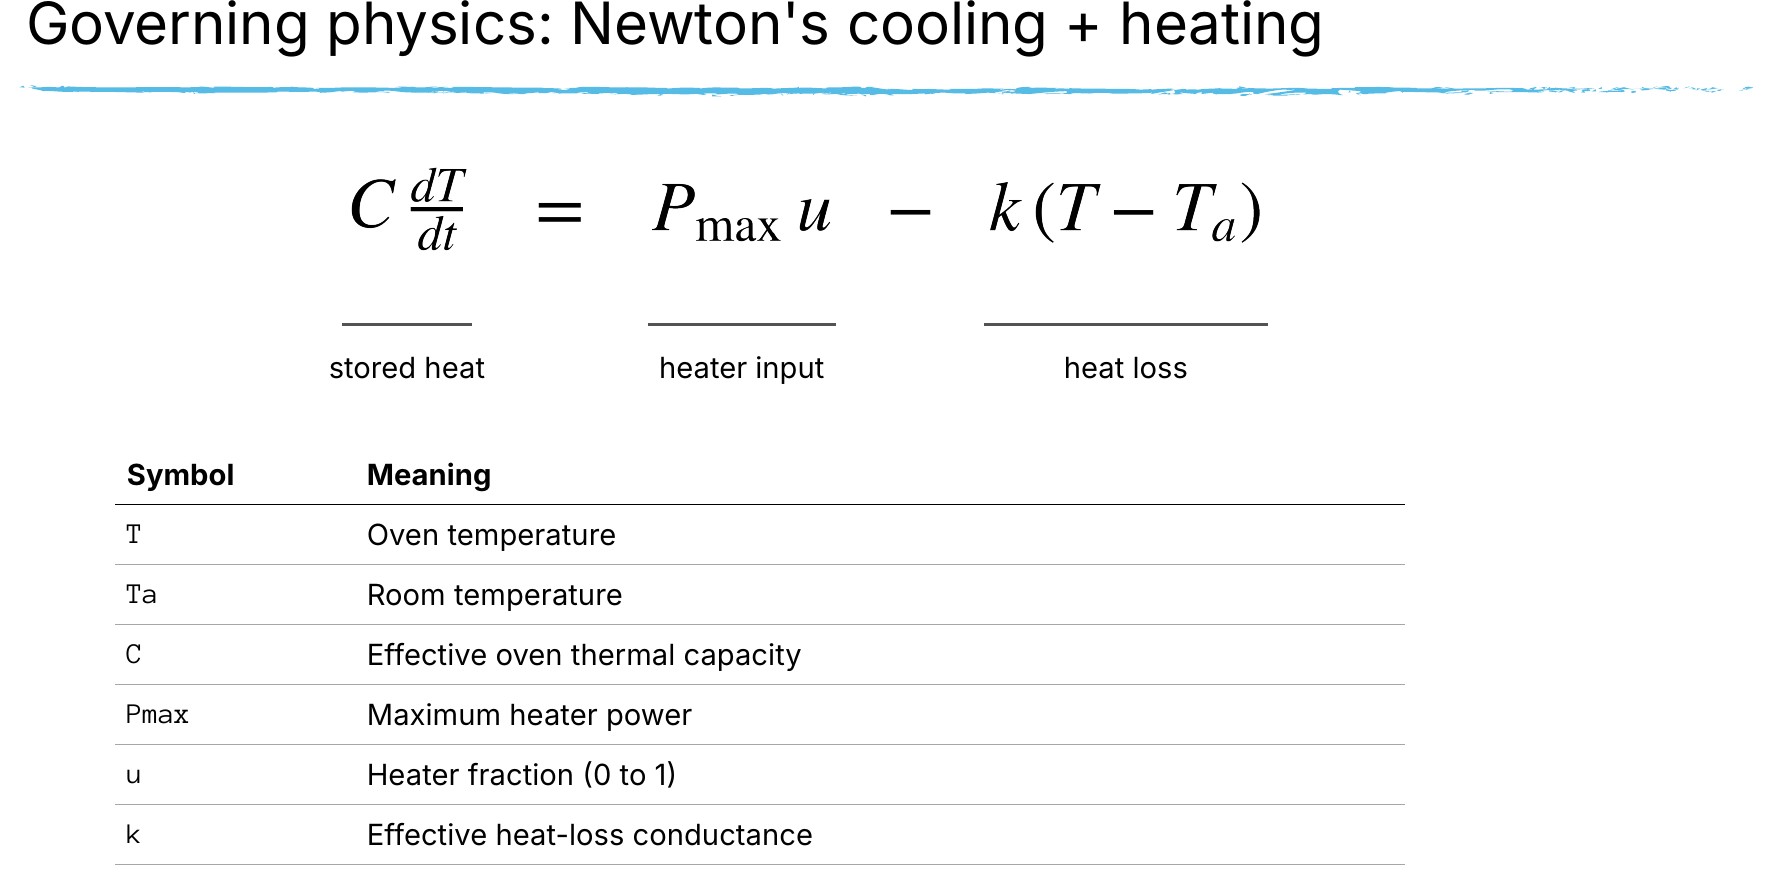 Governing physics: Newton's cooling + heating
C dT/dt = P_max u − k (T − T_a)
stored heat heater input heat loss
Symbol Meaning
T Oven temperature
Ta Room temperature
C Effective oven thermal capacity
Pmax Maximum heater power
u Heater fraction (0 to 1)
k Effective heat-loss conductance